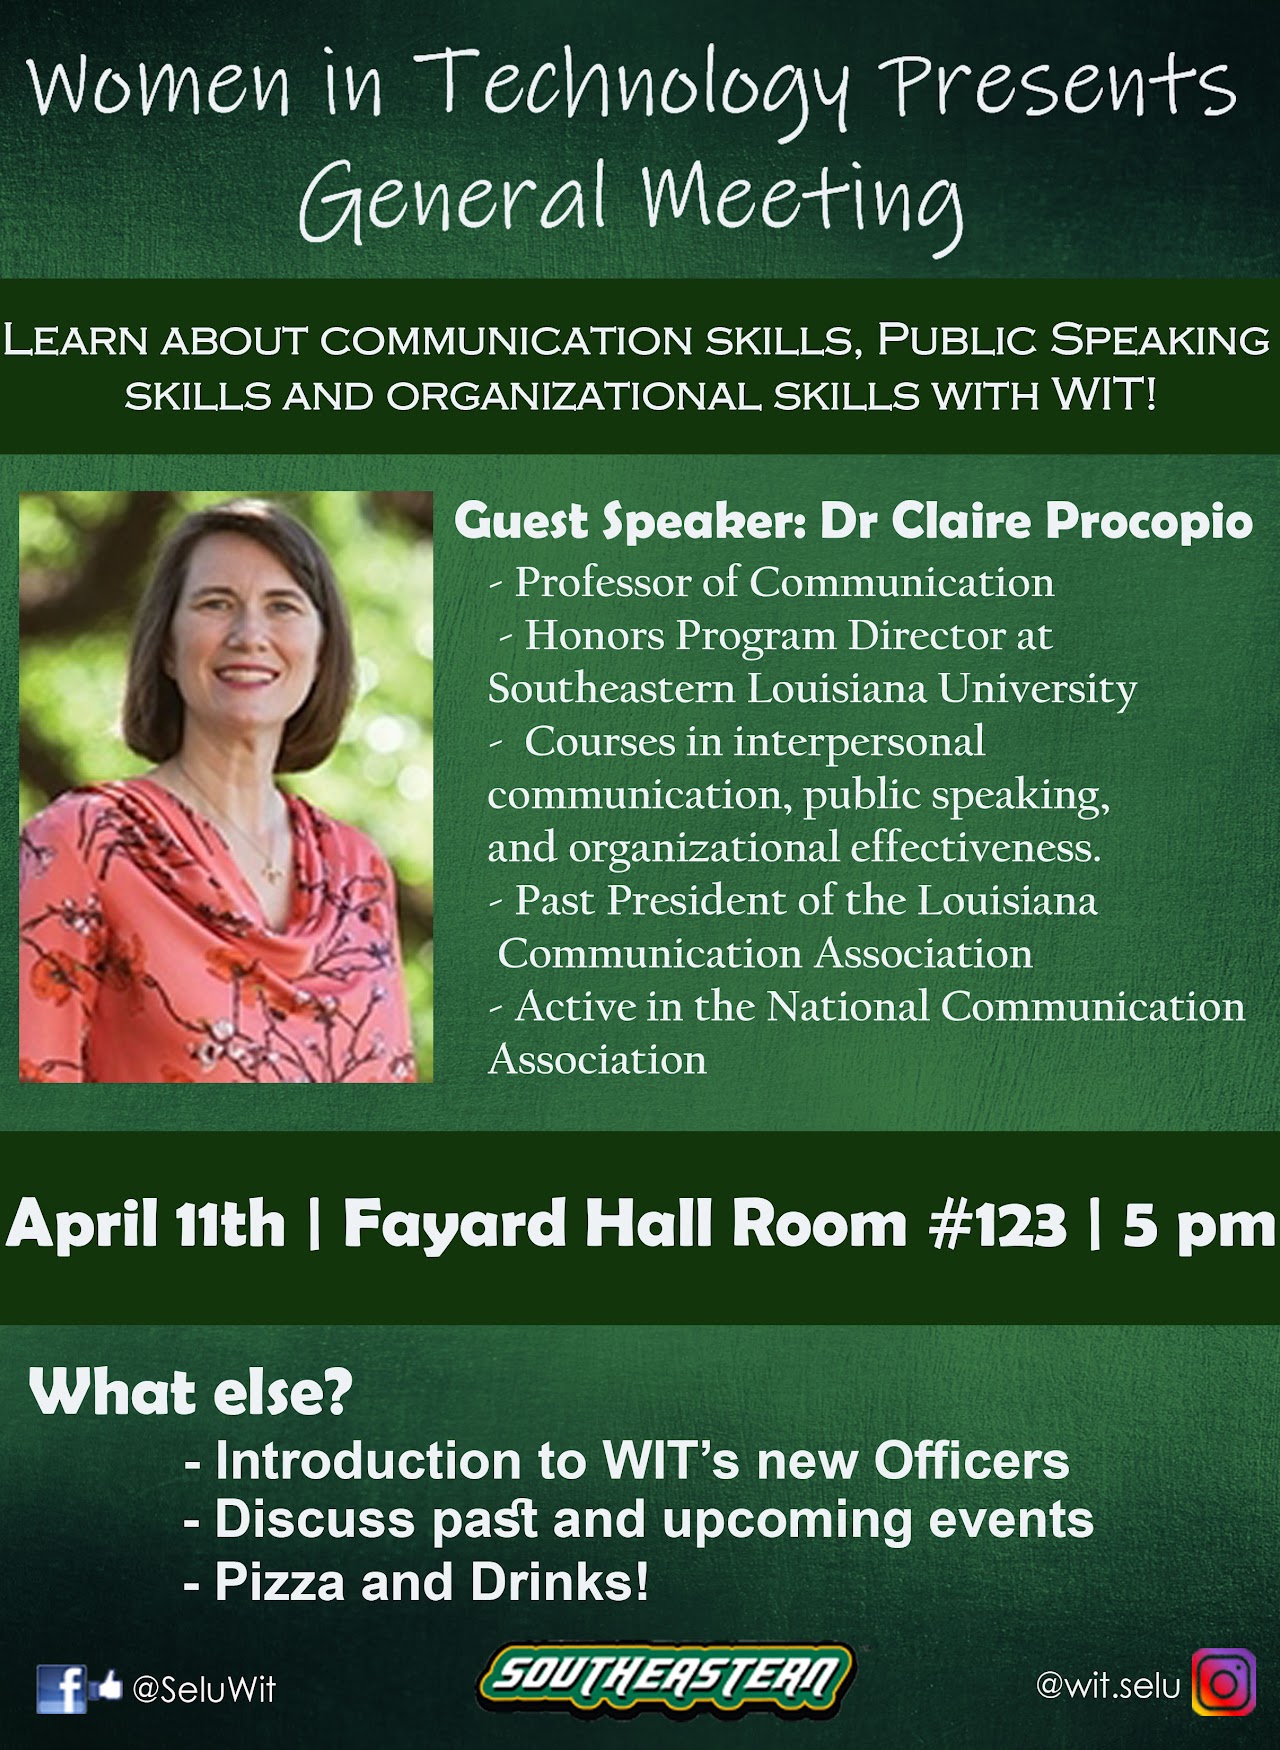 Women in Technology Presents
General Meeting
LEARN ABOUT COMMUNICATION SKILLS, PUBLIC SPEAKING
SKILLS AND ORGANIZATIONAL SKILLS WITH WIT!
Guest Speaker: Dr Claire Procopio
- Professor of Communication
- Honors Program Director at
Southeastern Louisiana University
- Courses in interpersonal
communication, public speaking,
and organizational effectiveness.
- Past President of the Louisiana
Communication Association
- Active in the National Communication
Association
April 11th | Fayard Hall Room #123 | 5 pm
What else?
- Introduction to WIT’s new Officers
- Discuss past and upcoming events
- Pizza and Drinks!
f @SeluWit
SOUTHEASTERN
@wit.selu